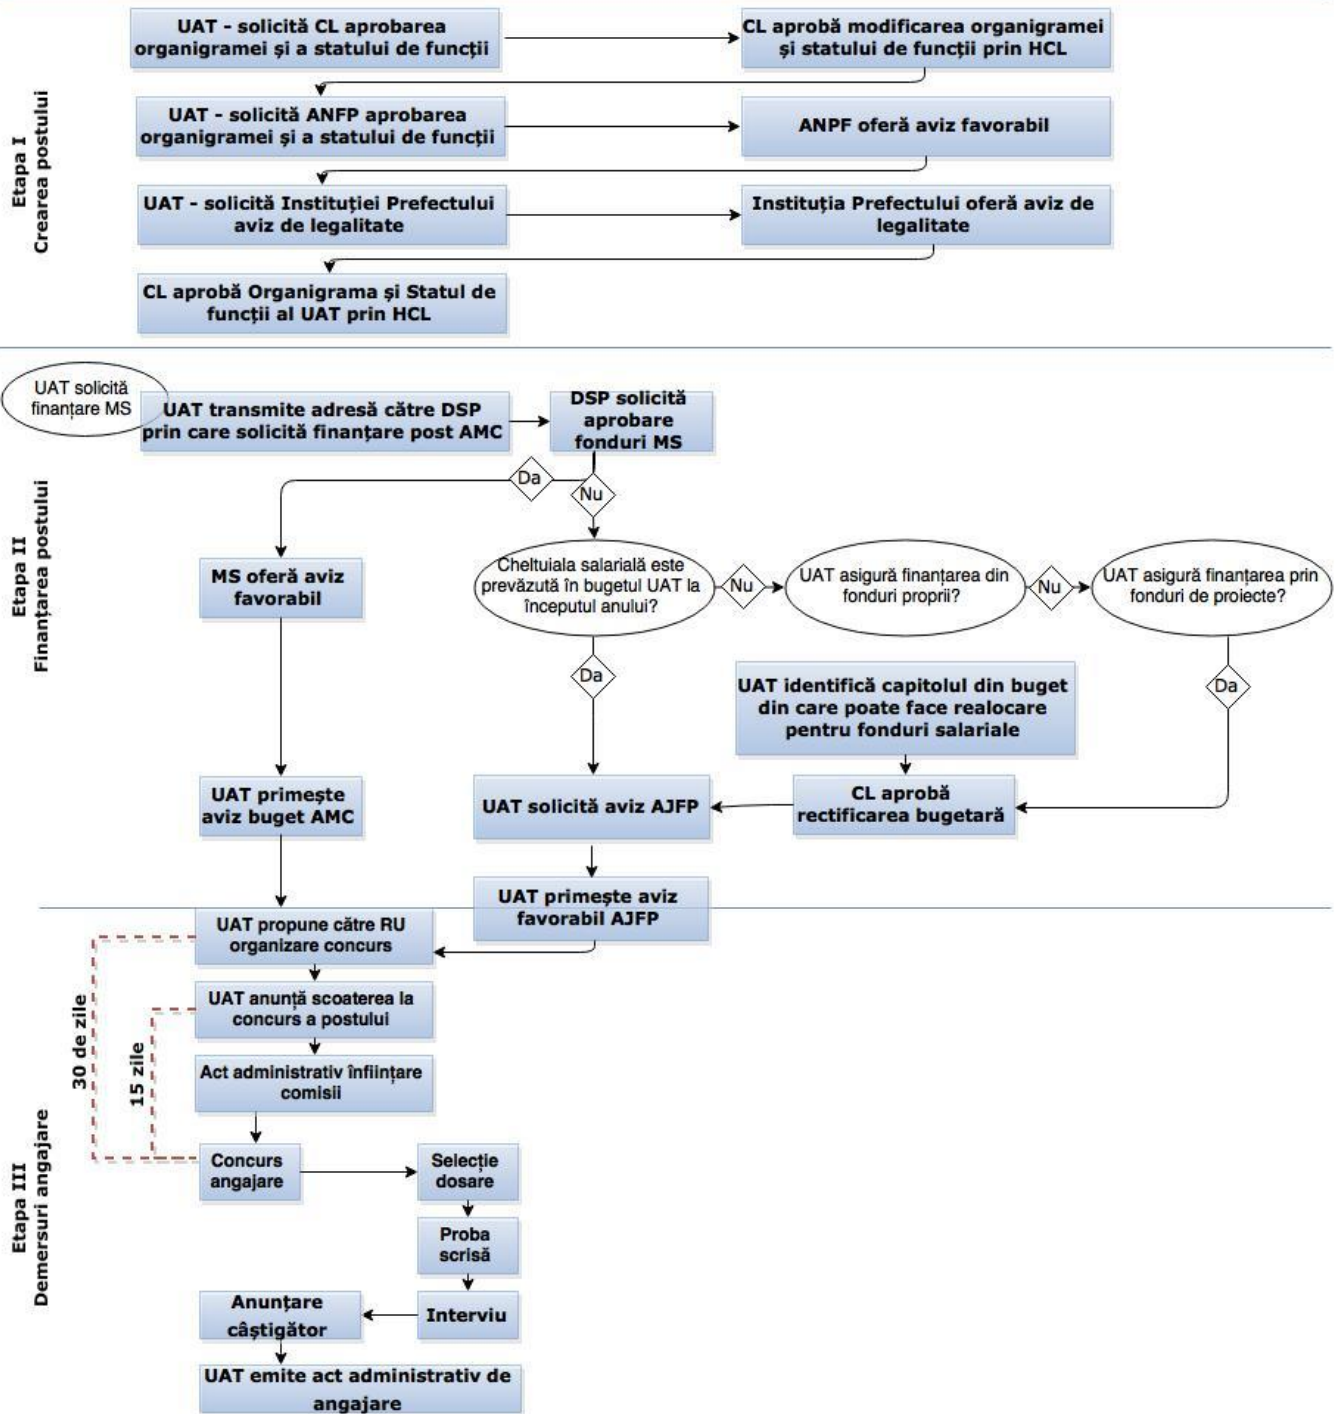 Etapa I
Crearea postului
UAT - solicită CL aprobarea
organigramei și a statului de funcții
CL aprobă modificarea organigramei
și statului de funcții prin HCL
UAT - solicită ANFP aprobarea
organigramei și a statului de funcții
ANPF oferă aviz favorabil
UAT - solicită Instituției Prefectului
aviz de legalitate
Instituția Prefectului oferă aviz de
legalitate
CL aprobă Organigrama și Statul de
funcții al UAT prin HCL
Etapa II
Finanțarea postului
UAT solicită
finanțare MS
UAT transmite adresă către DSP
prin care solicită finanțare post AMC
DSP solicită
aprobare
fonduri MS
Da
Nu
MS oferă aviz
favorabil
Cheltuiala salarială este
prevăzută în bugetul UAT la
începutul anului?
Nu
UAT asigură finanțarea din
fonduri proprii?
Nu
UAT asigură finanțarea prin
fonduri de proiecte?
Da
UAT identifică capitolul din buget
din care poate face realocare
pentru fonduri salariale
Da
UAT primește
aviz buget AMC
UAT solicită aviz AJFP
CL aprobă
rectificarea bugetară
UAT primește aviz
favorabil AJFP
Etapa III
Demersuri angajare
30 de zile
15 zile
UAT propune către RU
organizare concurs
UAT anunță scoaterea la
concurs a postului
Act administrativ înființare
comisii
Concurs
angajare
Selecție
dosare
Proba
scrisă
Interviu
Anunțare
câștigător
UAT emite act administrativ de
angajare